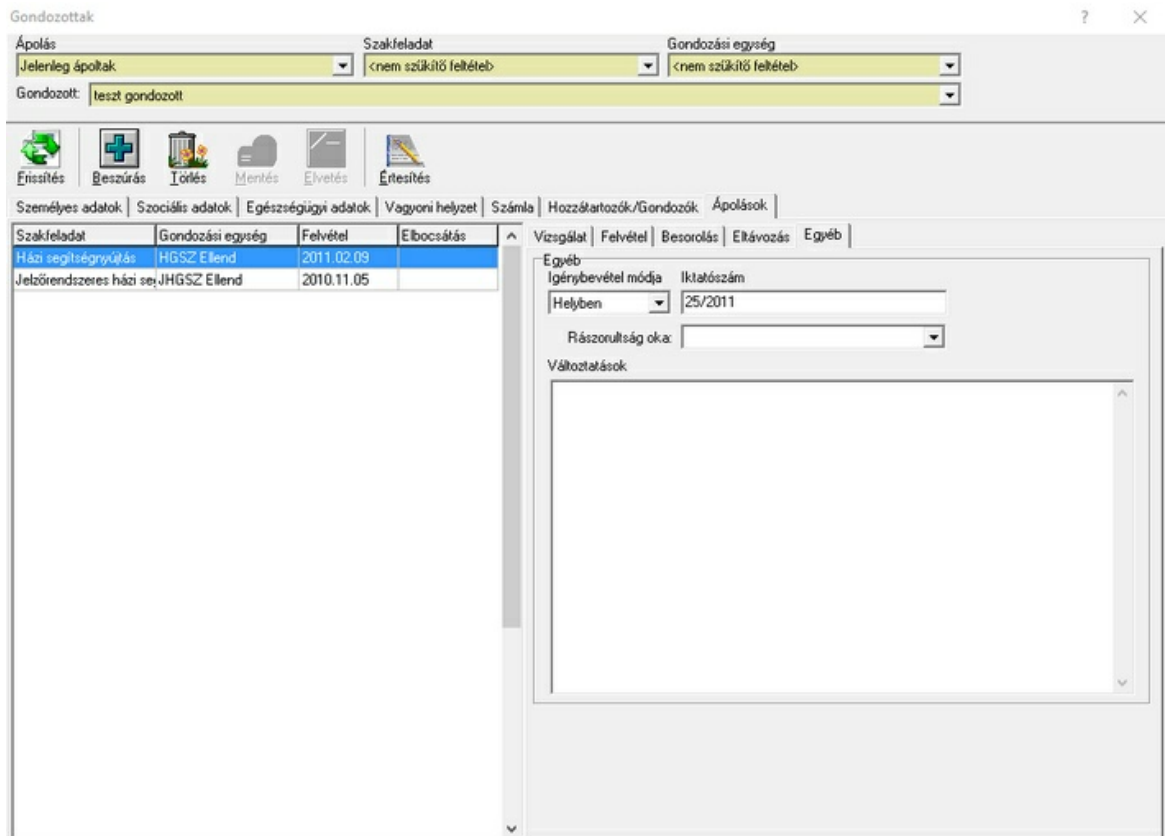 Gondozottak ?
Ápolás Szakfeladat Gondozási egység
Jelenleg ápoltak <nem szűkítő feltétel> <nem szűkítő feltétel>
Gondozott: teszt gondozott
Frissítés Beszúrás Törlés Mentés Elvetés Értesítés
Személyes adatok Szociális adatok Egészségügyi adatok Vagyoni helyzet Számla Hozzátartozók/Gondozók Ápolások
Szakfeladat Gondozási egység Felvétel Elbocsátás
Házi segítségnyújtás HGSZ Ellend 2011.02.09
Jelzőrendszeres házi se JHGSZ Ellend 2010.11.05
Vizsgálat Felvétel Besorolás Eltávozás Egyéb
Egyéb
Igénybevétel módja Iktatószám
Helyben 25/2011
Rászorultság oka:
Változtatások